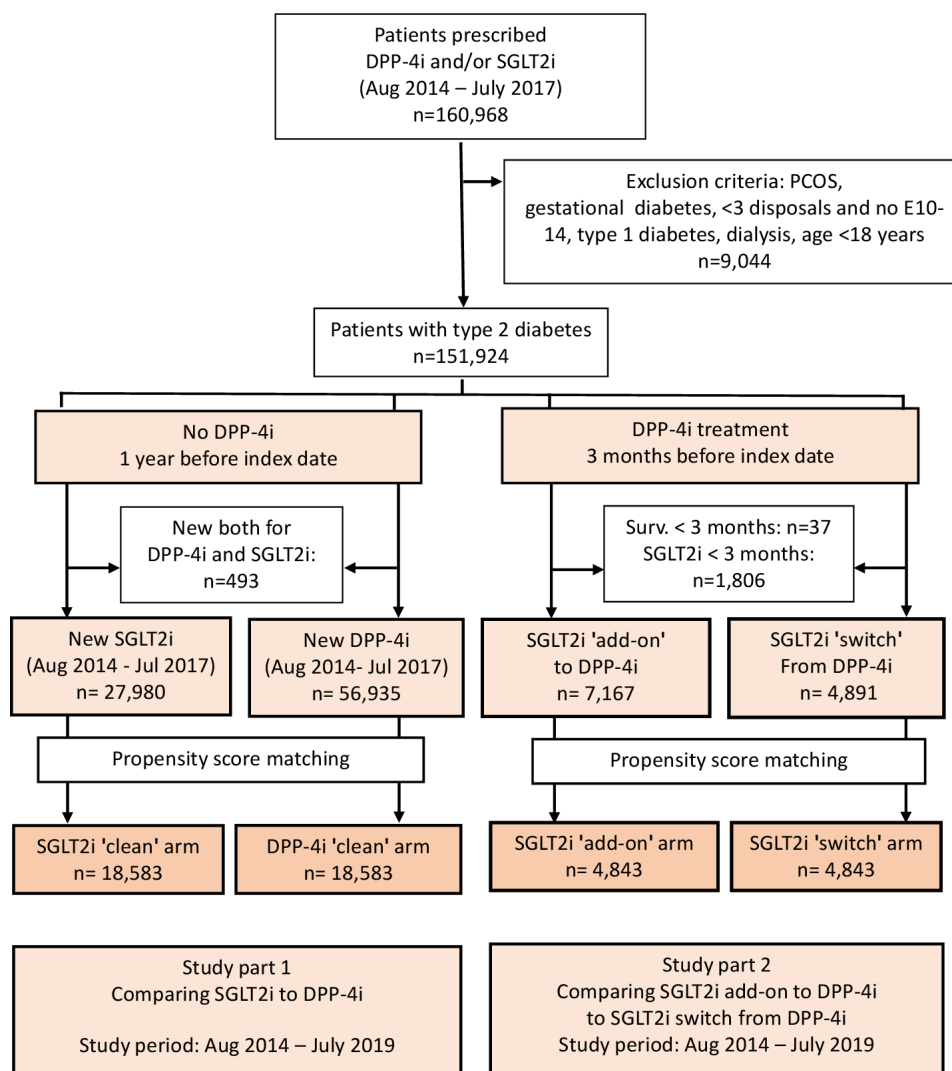 Patients prescribed
DPP-4i and/or SGLT2i
(Aug 2014 – July 2017)
n=160,968
Exclusion criteria: PCOS,
gestational diabetes, <3 disposals and no E10-
14, type 1 diabetes, dialysis, age <18 years
n=9,044
Patients with type 2 diabetes
n=151,924
No DPP-4i
1 year before index date
DPP-4i treatment
3 months before index date
New both for
DPP-4i and SGLT2i:
n=493
Surv. < 3 months: n=37
SGLT2i < 3 months:
n=1,806
New SGLT2i
(Aug 2014 - Jul 2017)
n= 27,980
New DPP-4i
(Aug 2014- Jul 2017)
n= 56,935
SGLT2i 'add-on'
to DPP-4i
n= 7,167
SGLT2i 'switch'
From DPP-4i
n= 4,891
Propensity score matching
Propensity score matching
SGLT2i 'clean' arm
n= 18,583
DPP-4i 'clean' arm
n= 18,583
SGLT2i 'add-on' arm
n= 4,843
SGLT2i 'switch' arm
n= 4,843
Study part 1
Comparing SGLT2i to DPP-4i
Study period: Aug 2014 – July 2019
Study part 2
Comparing SGLT2i add-on to DPP-4i
to SGLT2i switch from DPP-4i
Study period: Aug 2014 – July 2019